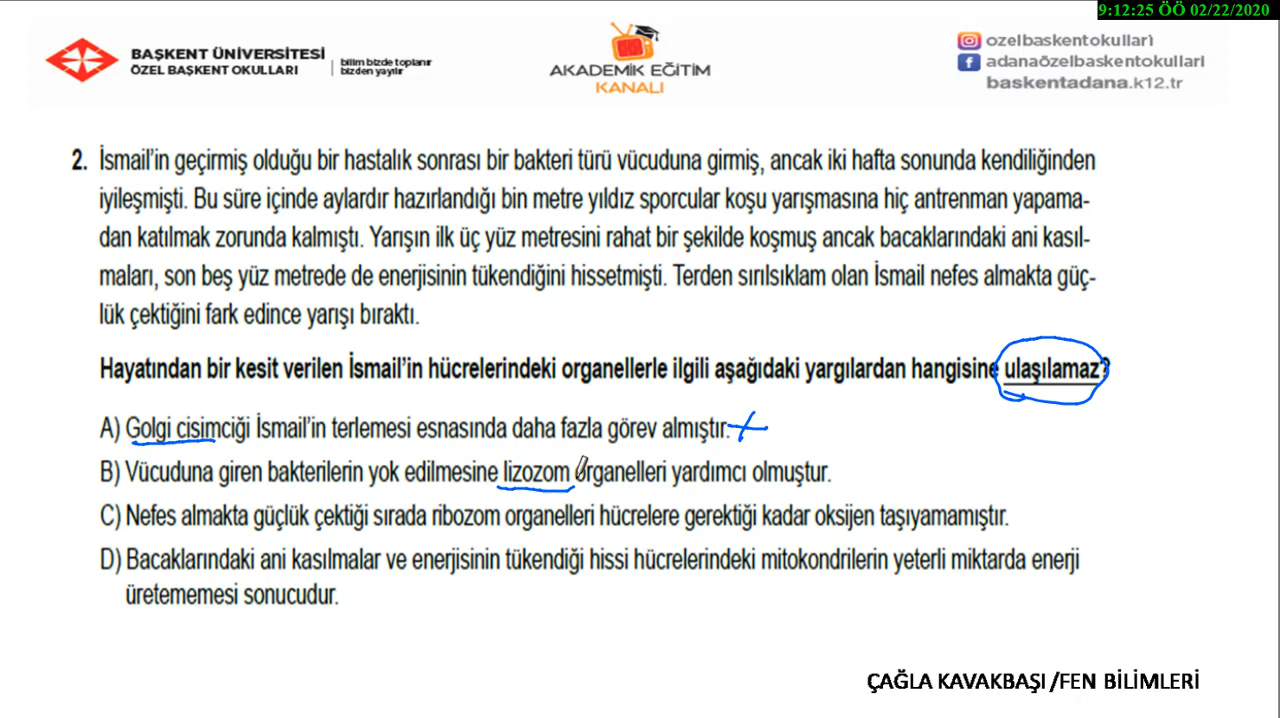 9:12:25 ÖÖ 02/22/2020
BAŞKENT ÜNİVERSİTESİ
ÖZEL BAŞKENT OKULLARI
bilim bizde toplanır
bizden yayılır
AKADEMİK EĞİTİM
KANALI
ozelbaskentokullari
adanaözelbaskentokullari
baskentadana.k12.tr
2. İsmail'in geçirmiş olduğu bir hastalık sonrası bir bakteri türü vücuduna girmiş, ancak iki hafta sonunda kendiliğinden
iyileşmişti. Bu süre içinde aylardır hazırlandığı bin metre yıldız sporcular koşu yarışmasına hiç antrenman yapama-
dan katılmak zorunda kalmıştı. Yarışın ilk üç yüz metresini rahat bir şekilde koşmuş ancak bacaklarındaki ani kasıl-
maları, son beş yüz metrede de enerjisinin tükendiğini hissetmişti. Terden sırılsıklam olan İsmail nefes almakta güç-
lük çektiğini fark edince yarışı bıraktı.
Hayatından bir kesit verilen İsmail'in hücrelerindeki organellerle ilgili aşağıdaki yargılardan hangisine ulaşılamaz?
A) Golgi cisimciği İsmail'in terlemesi esnasında daha fazla görev almıştır.
B) Vücuduna giren bakterilerin yok edilmesine lizozom organelleri yardımcı olmuştur.
C) Nefes almakta güçlük çektiği sırada ribozom organelleri hücrelere gerektiği kadar oksijen taşıyamamıştır.
D) Bacaklarındaki ani kasılmalar ve enerjisinin tükendiği hissi hücrelerindeki mitokondrilerin yeterli miktarda enerji
üretememesi sonucudur.
ÇAĞLA KAVAKBAŞI /FEN BİLİMLERİ